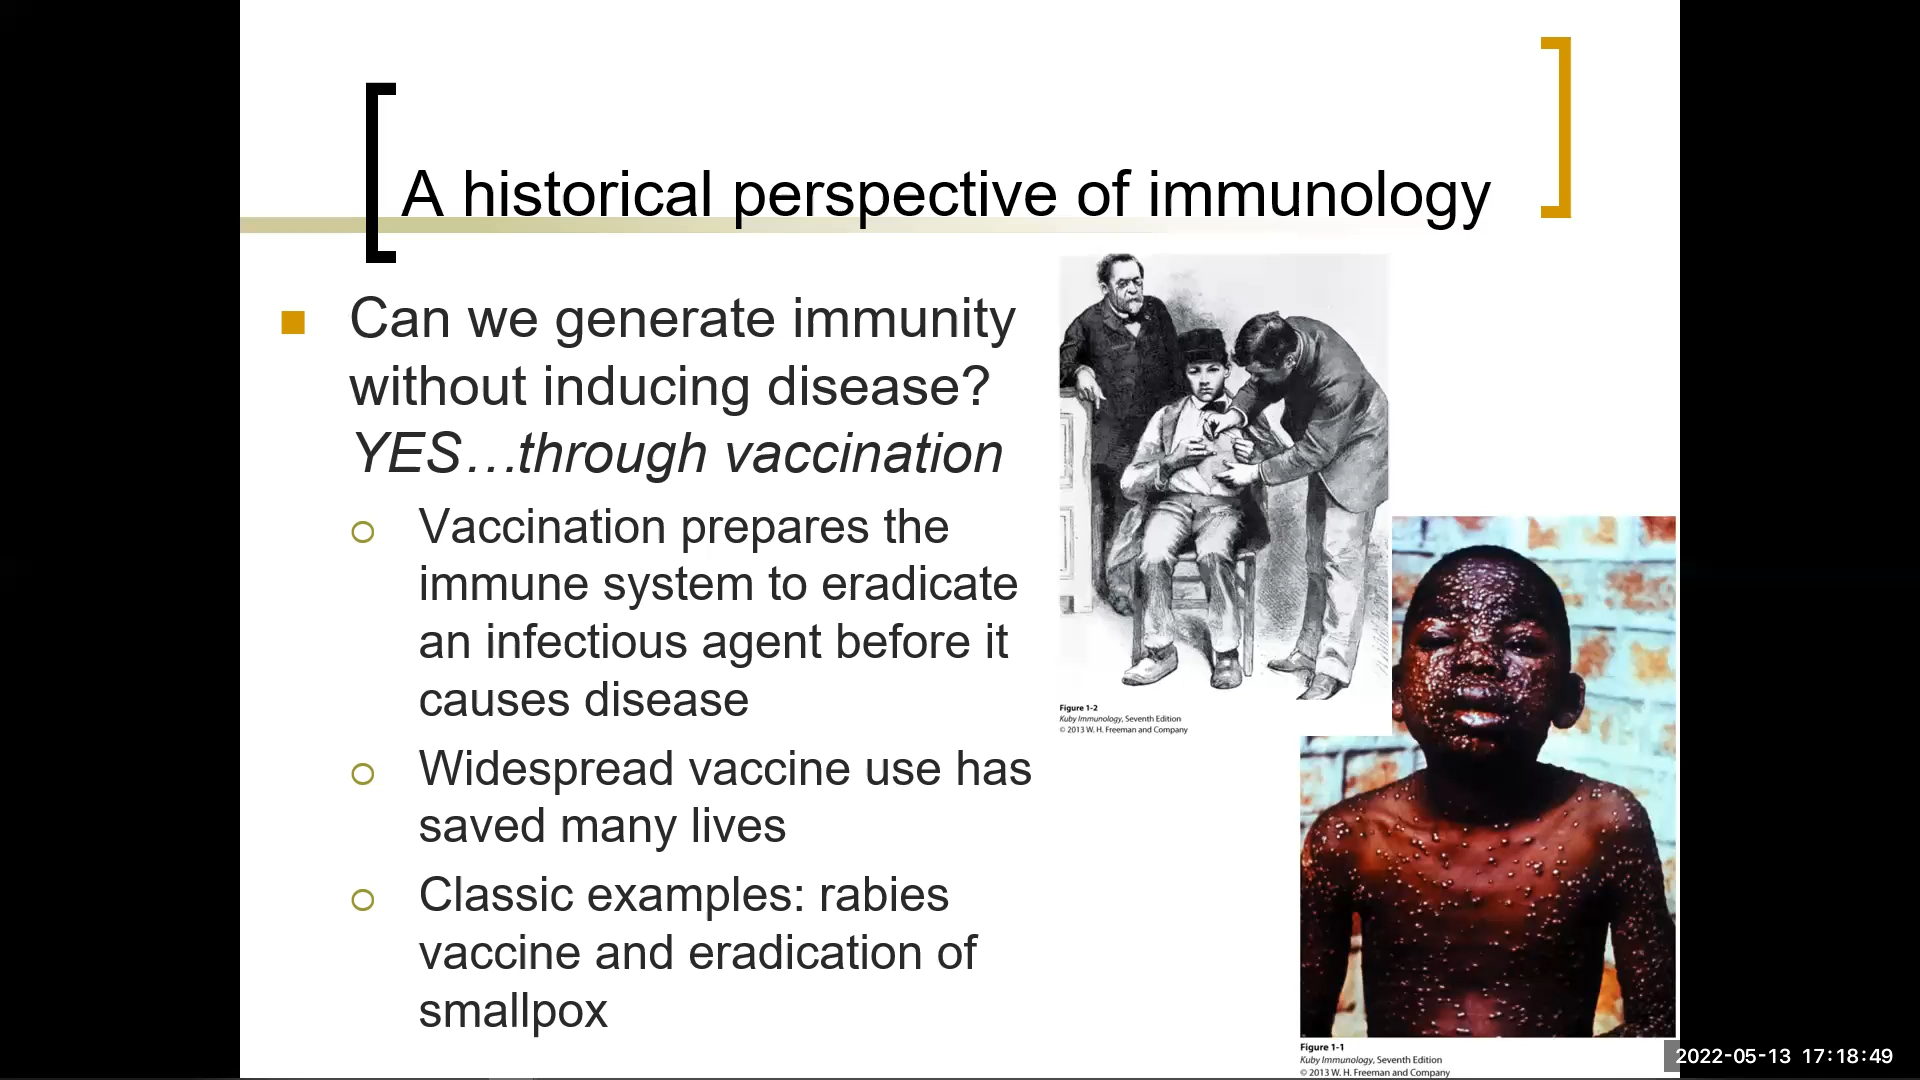 A historical perspective of immunology
Can we generate immunity
without inducing disease?
YES…through vaccination
Vaccination prepares the
immune system to eradicate
an infectious agent before it
causes disease
Widespread vaccine use has
saved many lives
Classic examples: rabies
vaccine and eradication of
smallpox
Figure 1-2
Kuby Immunology, Seventh Edition
© 2013 W. H. Freeman and Company
Figure 1-1
Kuby Immunology, Seventh Edition
© 2013 W. H. Freeman and Company
2022-05-13 17:18:49